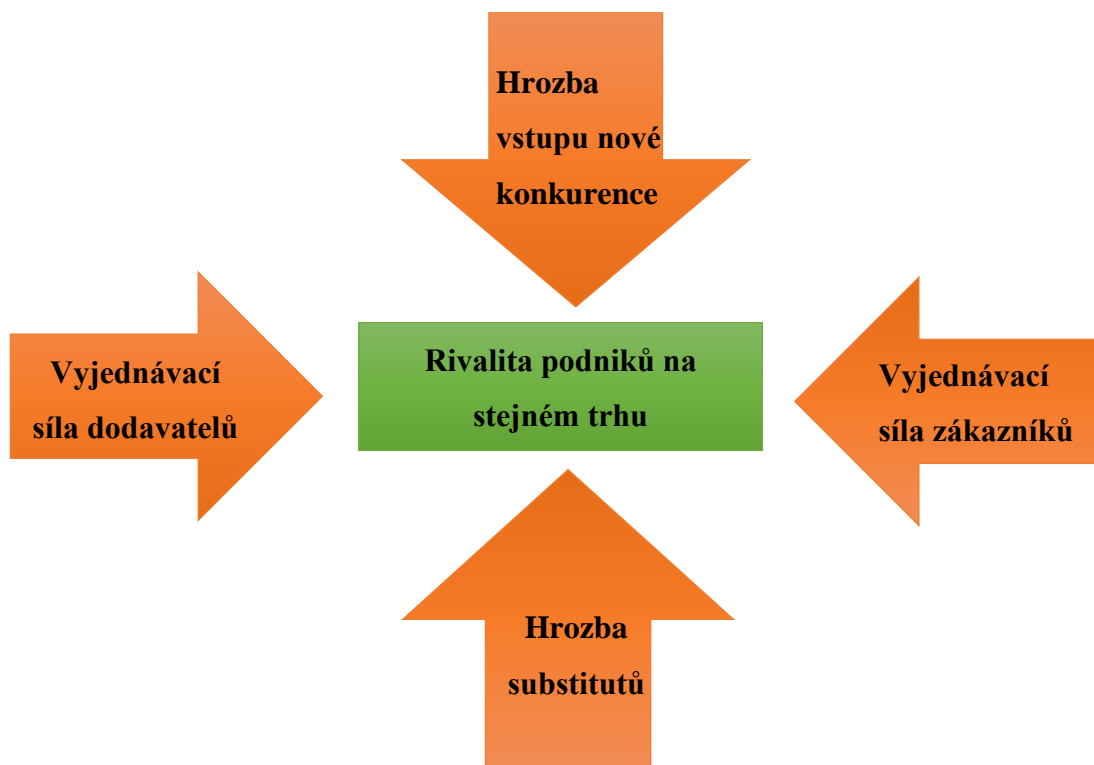 Hrozba
vstupu nové
konkurence
Vyjednávací
síla dodavatelů
Rivalita podniků na
stejném trhu
Vyjednávací
síla zákazníků
Hrozba
substitutů